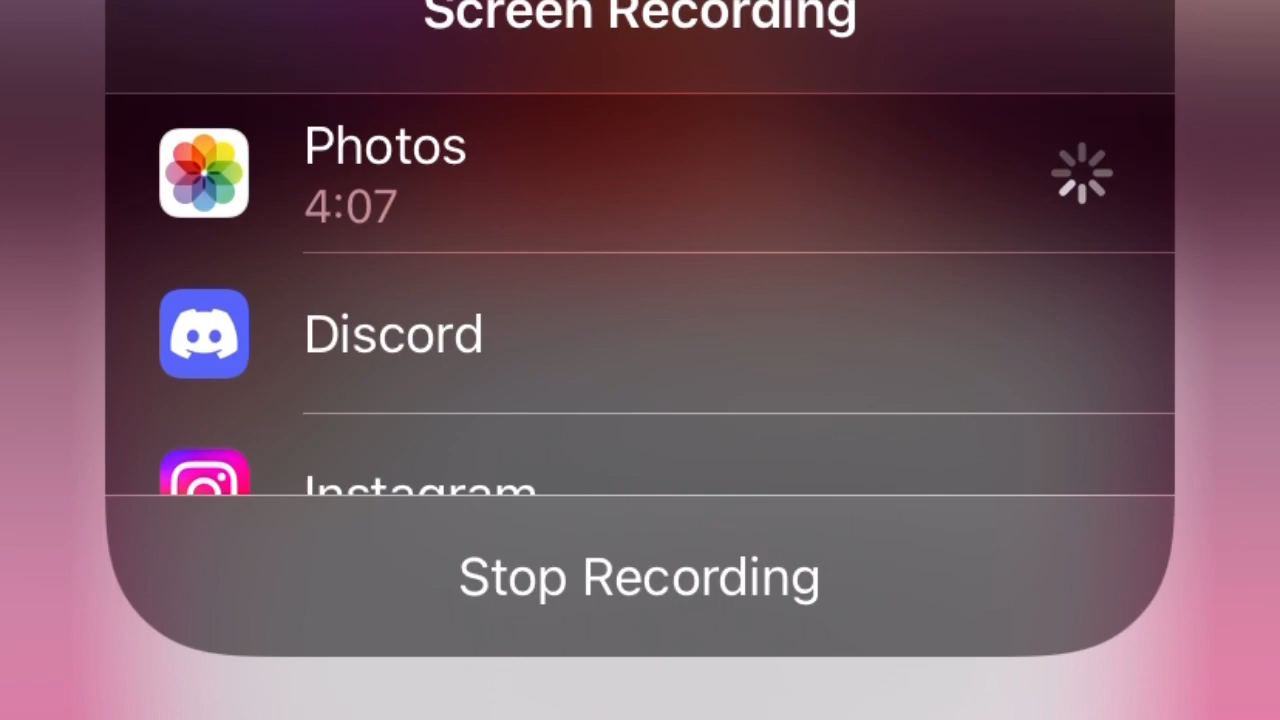 Screen Recording
Photos
4:07
Discord
Instagram
Stop Recording